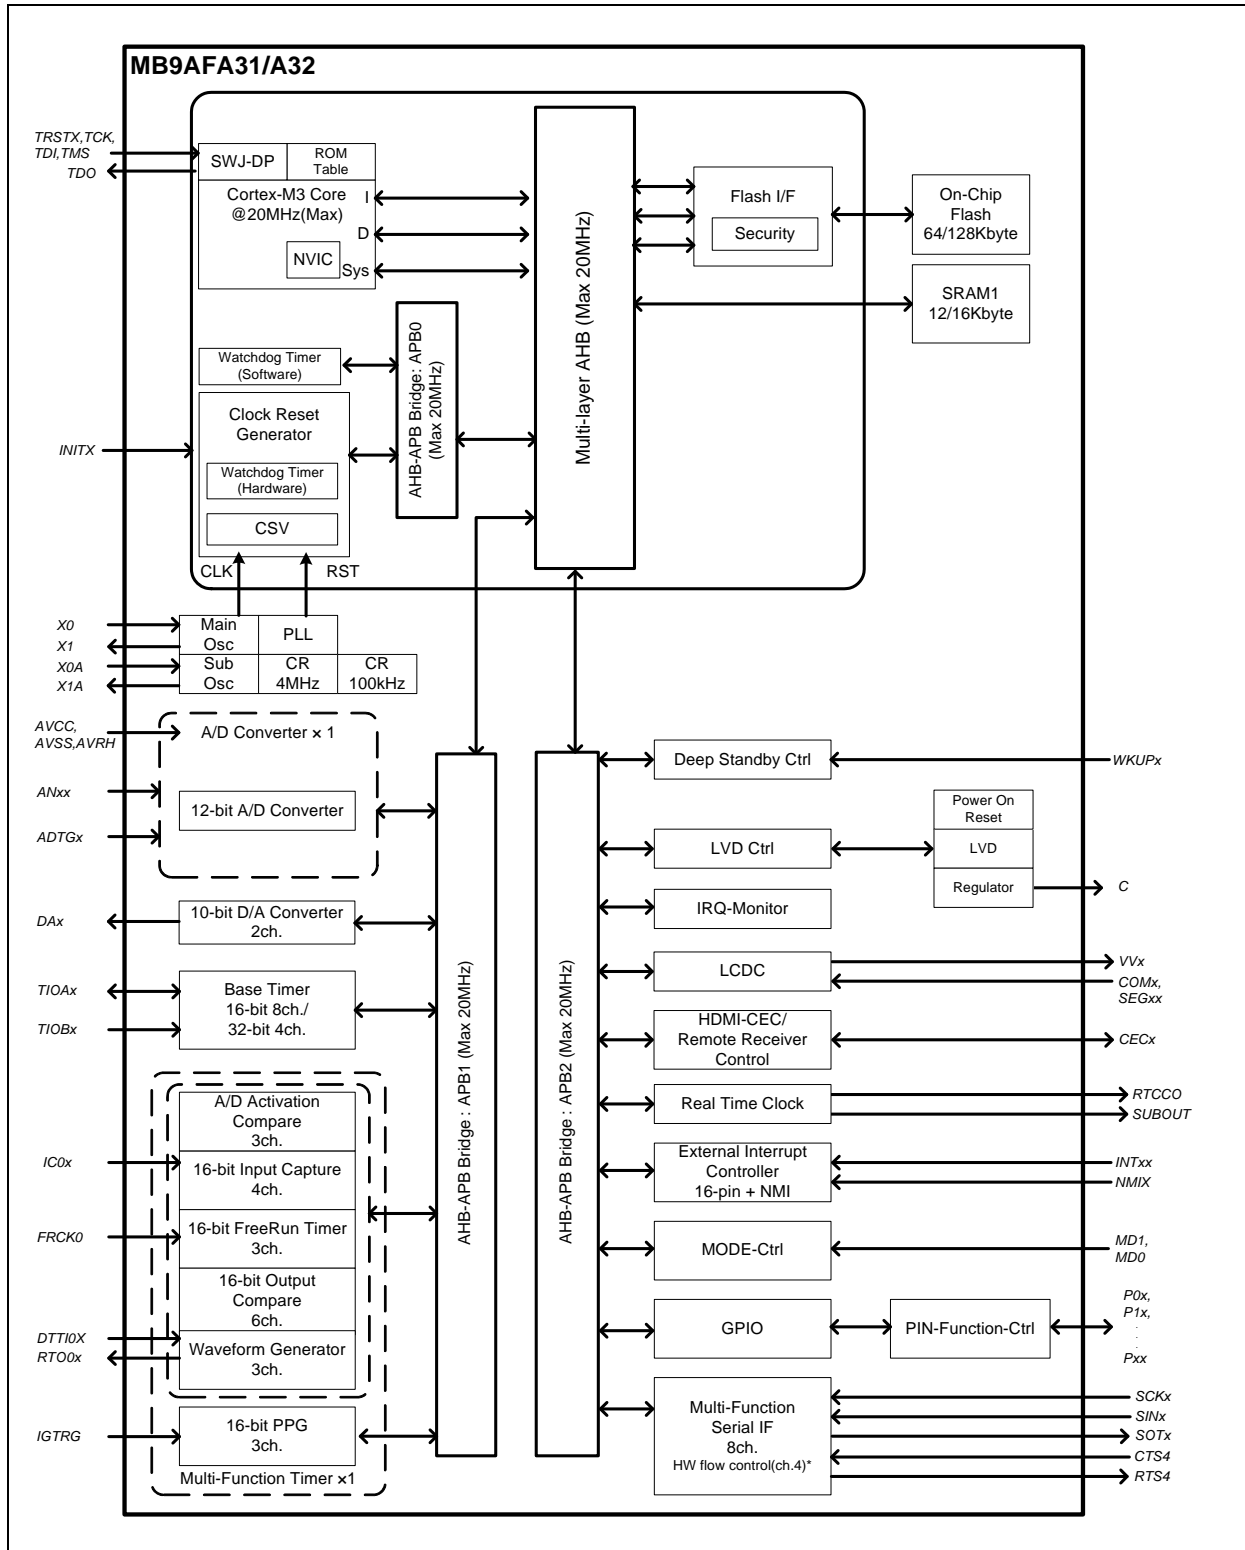 MB9AFA31/A32
TRSTX,TCK,
TDI,TMS
TDO
SWJ-DP
ROM
Table
Cortex-M3 Core
@20MHz(Max)
I
D
NVIC
Sys
Multi-layer AHB (Max 20MHz)
Flash I/F
Security
On-Chip
Flash
64/128Kbyte
SRAM1
12/16Kbyte
Watchdog Timer
(Software)
AHB-APB Bridge: APB0
(Max 20MHz)
INITX
Clock Reset
Generator
Watchdog Timer
(Hardware)
CSV
CLK
RST
X0
X1
X0A
X1A
Main
Osc
PLL
Sub
Osc
CR
4MHz
CR
100kHz
AVCC,
AVSS,AVRH
ANxx
ADTGx
A/D Converter × 1
12-bit A/D Converter
DAx
10-bit D/A Converter
2ch.
TIOAx
TIOBx
Base Timer
16-bit 8ch./
32-bit 4ch.
A/D Activation
Compare
3ch.
IC0x
16-bit Input Capture
4ch.
FRCK0
16-bit FreeRun Timer
3ch.
16-bit Output
Compare
6ch.
DTTI0X
RTO0x
Waveform Generator
3ch.
IGTRG
16-bit PPG
3ch.
Multi-Function Timer ×1
AHB-APB Bridge : APB1 (Max 20MHz)
AHB-APB Bridge : APB2 (Max 20MHz)
Deep Standby Ctrl
WKUPx
LVD Ctrl
Power On
Reset
LVD
Regulator
C
IRQ-Monitor
LCDC
VVx
COMx,
SEGxx
HDMI-CEC/
Remote Receiver
Control
CECx
Real Time Clock
RTCCO
SUBOUT
External Interrupt
Controller
16-pin + NMI
INTxx
NMIX
MODE-Ctrl
MD1,
MD0
GPIO
PIN-Function-Ctrl
P0x,
P1x,
.
.
.
Pxx
Multi-Function
Serial IF
8ch.
HW flow control(ch.4)*
SCKx
SINx
SOTx
CTS4
RTS4